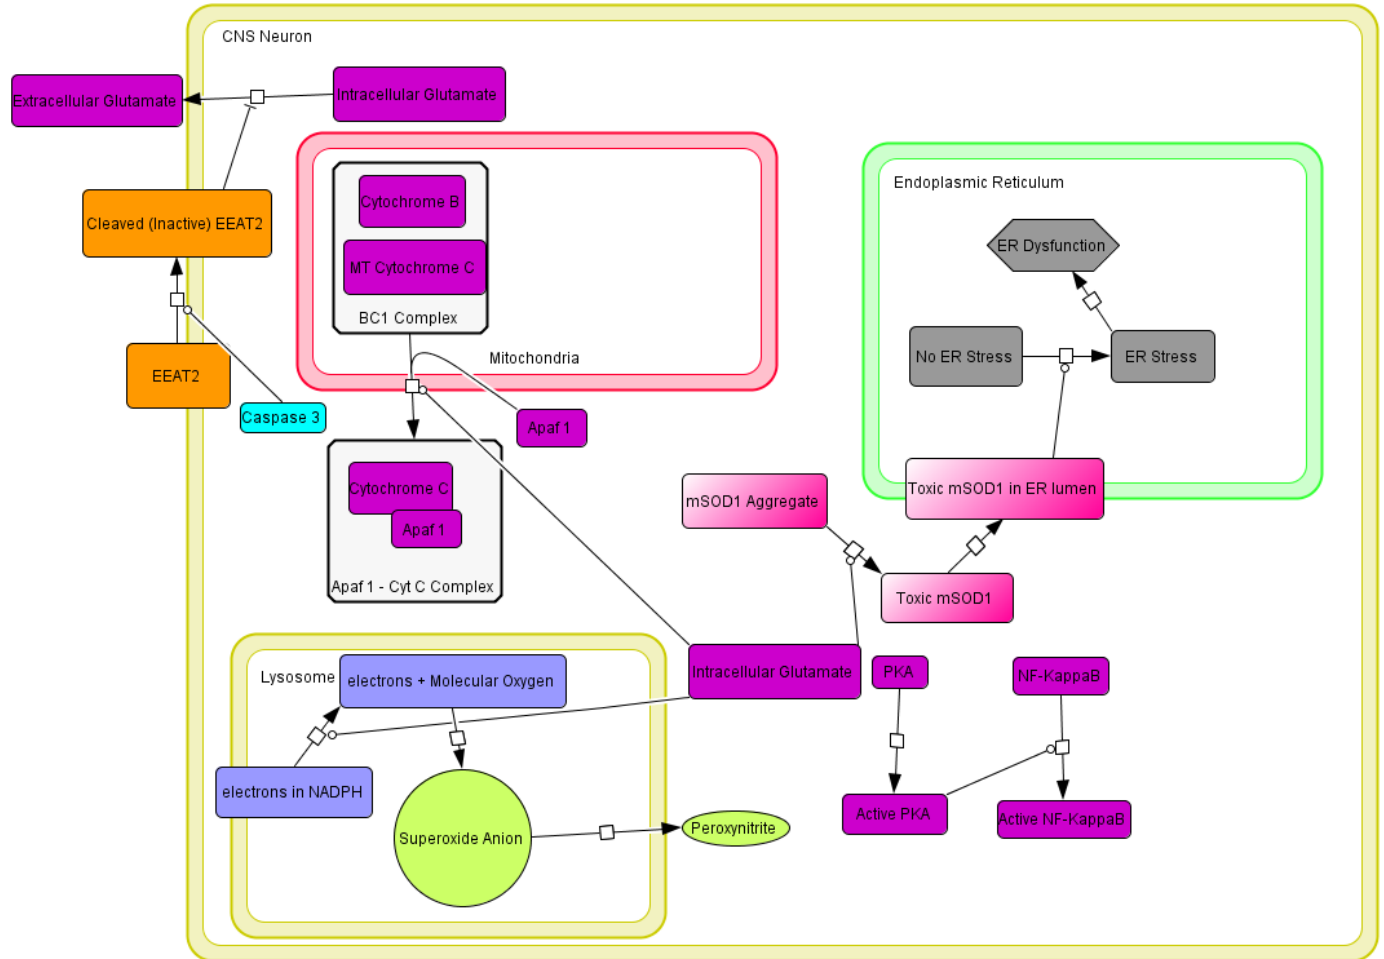 CNS Neuron
Extracellular Glutamate
Intracellular Glutamate
Cleaved (Inactive) EEAT2
EEAT2
Caspase 3
Cytochrome B
MT Cytochrome C
BC1 Complex
Mitochondria
Apaf 1
Cytochrome C
Apaf 1
Apaf 1 - Cyt C Complex
Endoplasmic Reticulum
ER Dysfunction
No ER Stress
ER Stress
Toxic mSOD1 in ER lumen
mSOD1 Aggregate
Toxic mSOD1
Intracellular Glutamate
PKA
NF-KappaB
Active PKA
Active NF-KappaB
Lysosome
electrons + Molecular Oxygen
electrons in NADPH
Superoxide Anion
Peroxynitrite